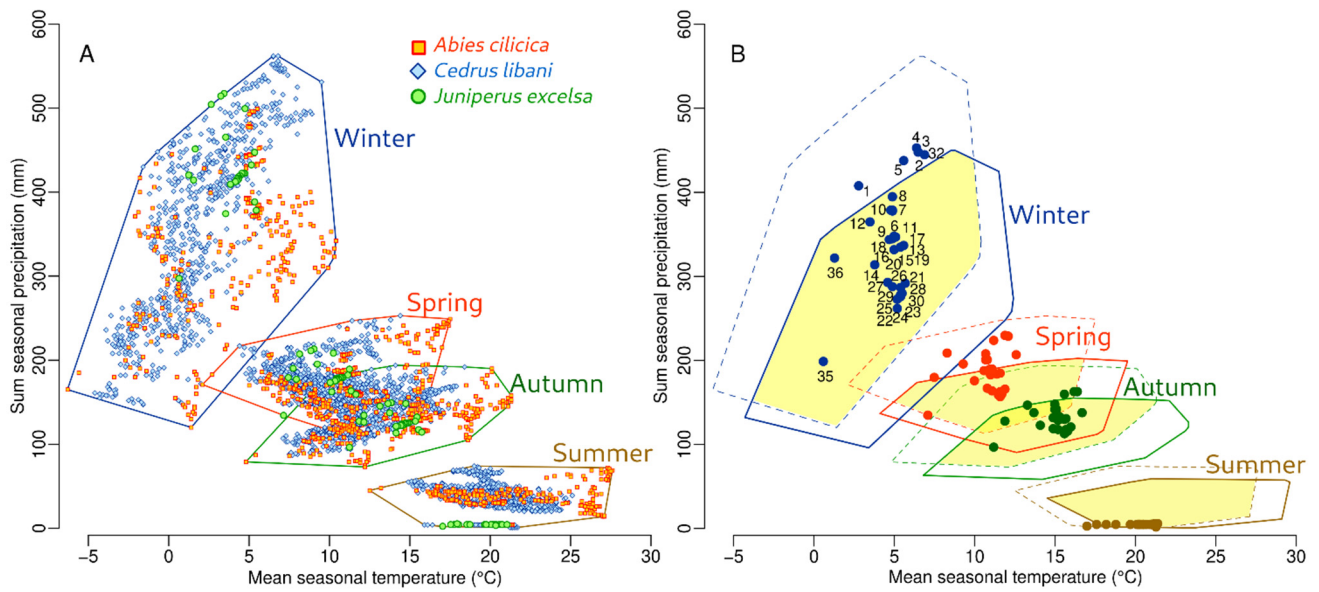 A
Abies cilicica
Cedrus libani
Juniperus excelsa
Winter
Spring
Autumn
Summer
600
500
400
300
200
100
0
Sum seasonal precipitation (mm)
−5 0 5 10 15 20 25 30
Mean seasonal temperature (°C)
B
4 3
32
5 2
1
8
10 7
12
6 11
9 17
18 13
16 15 19
20
36
14 26 21
27 28
29 30
25 23
22 24
35
Winter
Spring
Autumn
Summer
600
500
400
300
200
100
0
Sum seasonal precipitation (mm)
−5 0 5 10 15 20 25 30
Mean seasonal temperature (°C)